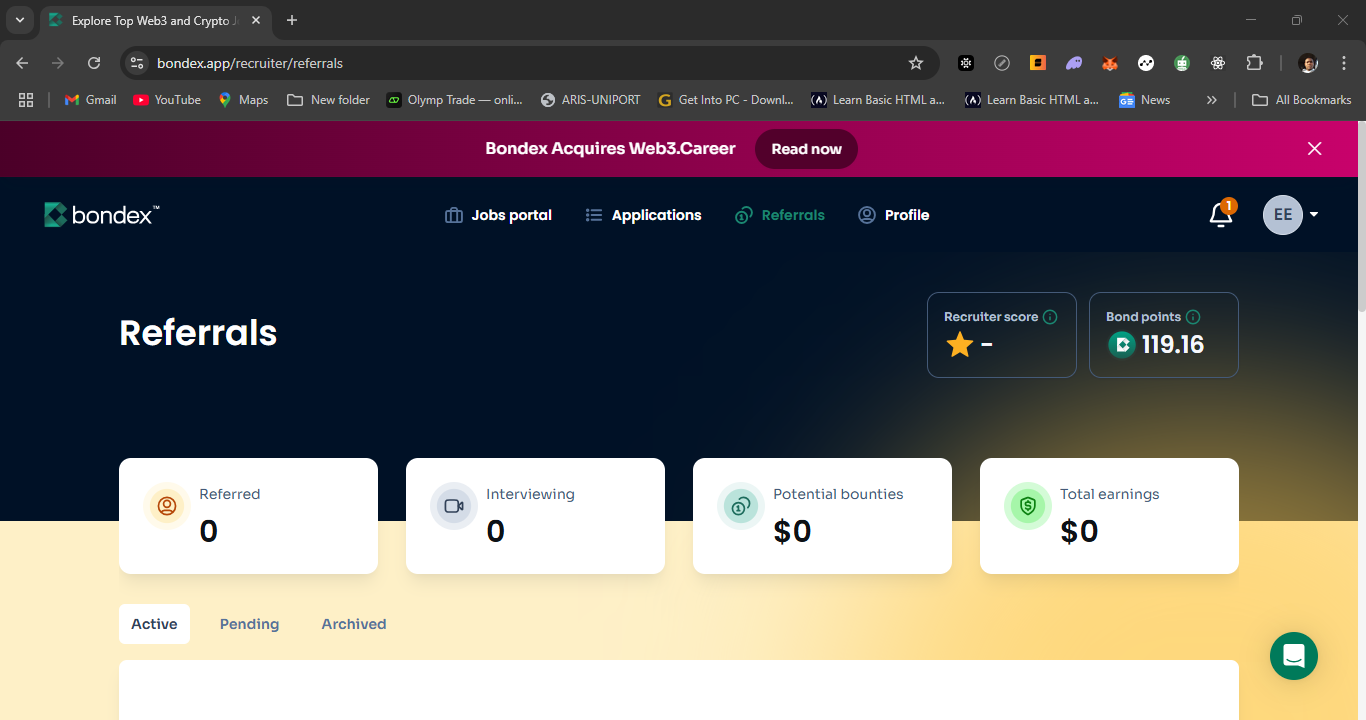 Explore Top Web3 and Crypto J
bondex.app/recruiter/referrals
Gmail YouTube Maps New folder Olymp Trade — onli... ARIS-UNIPORT Get Into PC - Downl... Learn Basic HTML a... Learn Basic HTML a... News » All Bookmarks
Bondex Acquires Web3.Career Read now
bondex™ Jobs portal Applications Referrals Profile 1 EE
Referrals
Recruiter score Bond points
- 119.16
Referred Interviewing Potential bounties Total earnings
0 0 $0 $0
Active Pending Archived